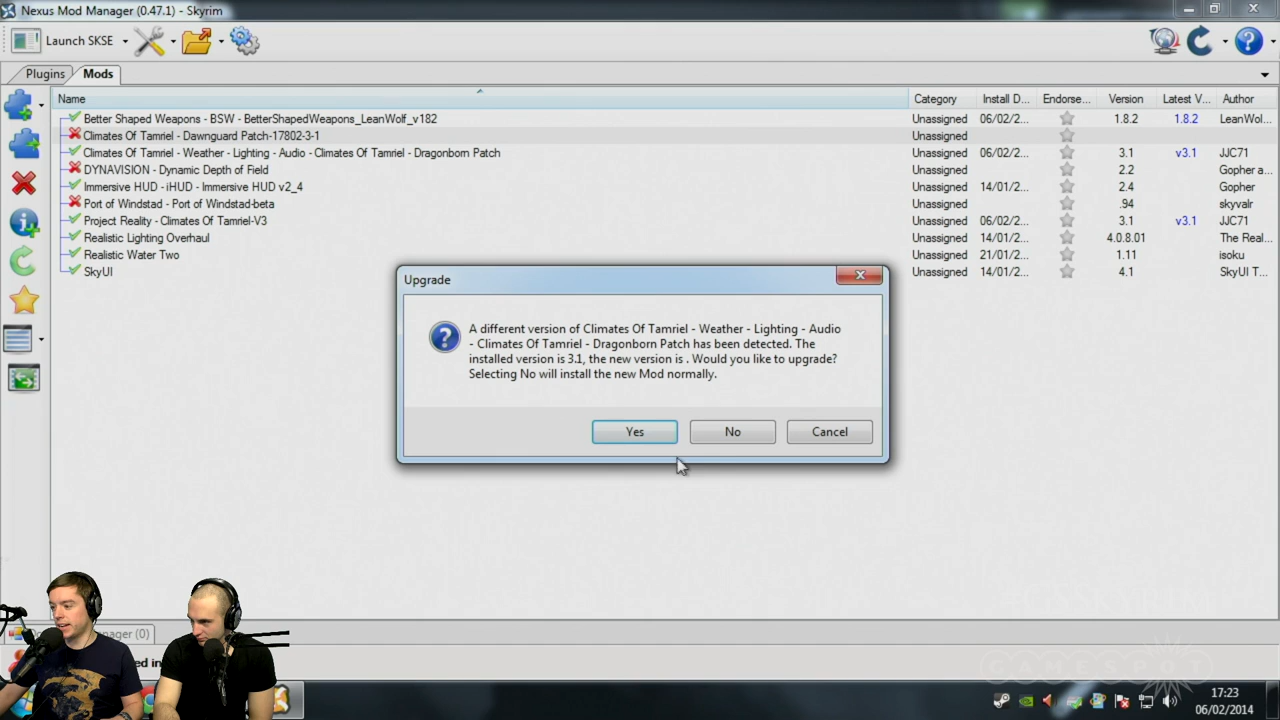 Nexus Mod Manager (0.47.1) - Skyrim
Launch SKSE
Plugins Mods
Name Category Install D... Endorse... Version Latest V... Author
Better Shaped Weapons - BSW - BetterShapedWeapons_LeanWolf_v182 Unassigned 06/02/2... 1.8.2 1.8.2 LeanWol...
Climates Of Tamriel - Dawnguard Patch-17802-3-1 Unassigned
Climates Of Tamriel - Weather - Lighting - Audio - Climates Of Tamriel - Dragonborn Patch Unassigned 06/02/2... 3.1 v3.1 JJC71
DYNAVISION - Dynamic Depth of Field Unassigned 2.2 Gopher a...
Immersive HUD - iHUD - Immersive HUD v2_4 Unassigned 14/01/2... 2.4 Gopher
Port of Windstad - Port of Windstad-beta Unassigned .94 skyvalr
Project Reality - Climates Of Tamriel-V3 Unassigned 06/02/2... 3.1 v3.1 JJC71
Realistic Lighting Overhaul Unassigned 14/01/2... 4.0.8.01 The Real...
Realistic Water Two Unassigned 21/01/2... 1.11 isoku
SkyUI Unassigned 14/01/2... 4.1 SkyUI T...
Upgrade
A different version of Climates Of Tamriel - Weather - Lighting - Audio
- Climates Of Tamriel - Dragonborn Patch has been detected. The
installed version is 3.1, the new version is . Would you like to upgrade?
Selecting No will install the new Mod normally.
Yes No Cancel
(0)
GAMESPOT
17:23
06/02/2014